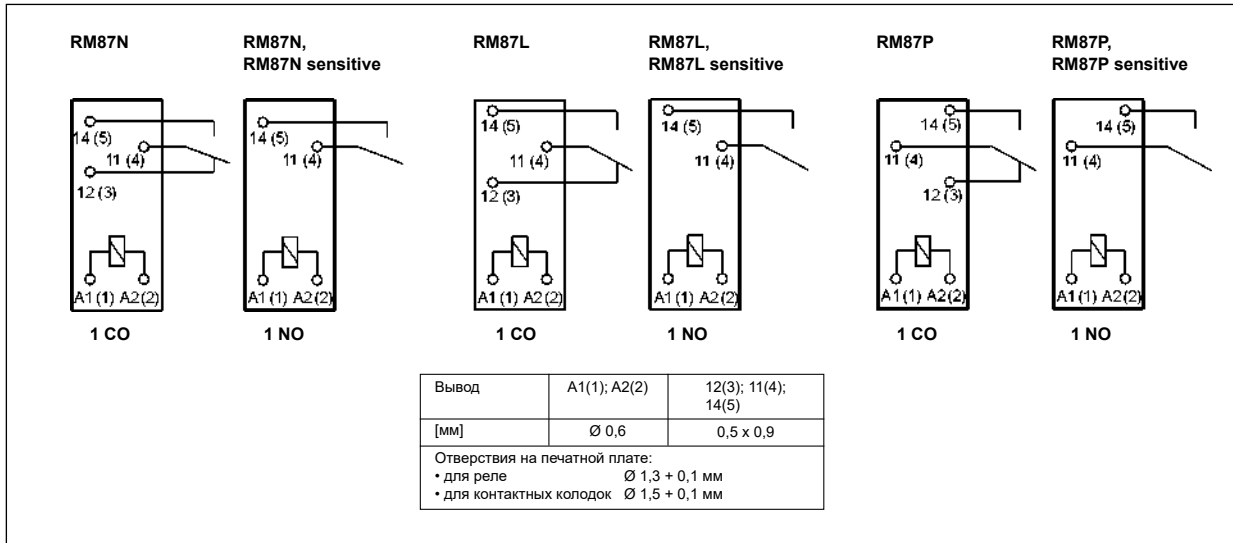 RM87N
RM87N,
RM87N sensitive
RM87L
RM87L,
RM87L sensitive
RM87P
RM87P,
RM87P sensitive
14 (5)
11 (4)
12 (3)
A1 (1) A2 (2)
1 CO
14 (5)
11 (4)
A1 (1) A2 (2)
1 NO
14 (5)
11 (4)
12 (3)
A1 (1) A2 (2)
1 CO
14 (5)
11 (4)
A1 (1) A2 (2)
1 NO
14 (5)
11 (4)
12 (3)
A1 (1) A2 (2)
1 CO
14 (5)
11 (4)
A1 (1) A2 (2)
1 NO
Вывод A1(1); A2(2) 12(3); 11(4);
14(5)
[мм] Ø 0,6 0,5 x 0,9
Отверстия на печатной плате:
• для реле Ø 1,3 + 0,1 мм
• для контактных колодок Ø 1,5 + 0,1 мм